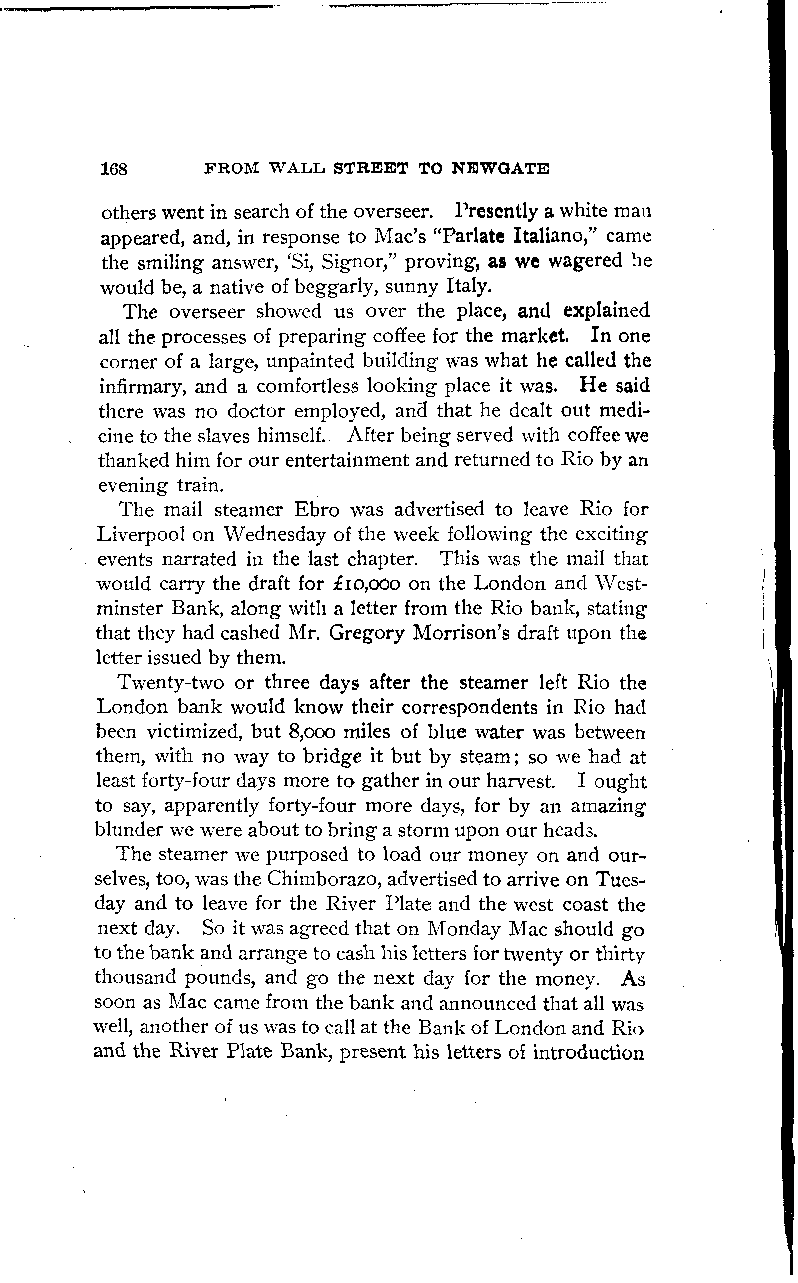 168 FROM WALL STREET TO NEWGATE
others went in search of the overseer. Presently a white man
appeared, and, in response to Mac's "Parlate Italiano," came
the smiling answer, 'Si, Signor," proving, as we wagered he
would be, a native of beggarly, sunny Italy.
The overseer showed us over the place, and explained
all the processes of preparing coffee for the market. In one
corner of a large, unpainted building was what he called the
infirmary, and a comfortless looking place it was. He said
there was no doctor employed, and that he dealt out medi-
cine to the slaves himself. After being served with coffee we
thanked him for our entertainment and returned to Rio by an
evening train.
The mail steamer Ebro was advertised to leave Rio for
Liverpool on Wednesday of the week following the exciting
events narrated in the last chapter. This was the mail that
would carry the draft for £10,000 on the London and West-
minster Bank, along with a letter from the Rio bank, stating
that they had cashed Mr. Gregory Morrison's draft upon the
letter issued by them.
Twenty-two or three days after the steamer left Rio the
London bank would know their correspondents in Rio had
been victimized, but 8,000 miles of blue water was between
them, with no way to bridge it but by steam; so we had at
least forty-four days more to gather in our harvest. I ought
to say, apparently forty-four more days, for by an amazing
blunder we were about to bring a storm upon our heads.
The steamer we purposed to load our money on and our-
selves, too, was the Chimborazo, advertised to arrive on Tues-
day and to leave for the River Plate and the west coast the
next day. So it was agreed that on Monday Mac should go
to the bank and arrange to cash his letters for twenty or thirty
thousand pounds, and go the next day for the money. As
soon as Mac came from the bank and announced that all was
well, another of us was to call at the Bank of London and Rio
and the River Plate Bank, present his letters of introduction